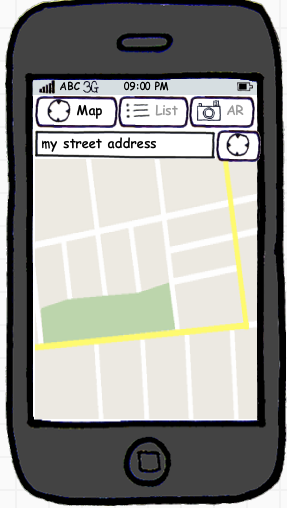 ABC 3G 09:00 PM
Map List AR
my street address